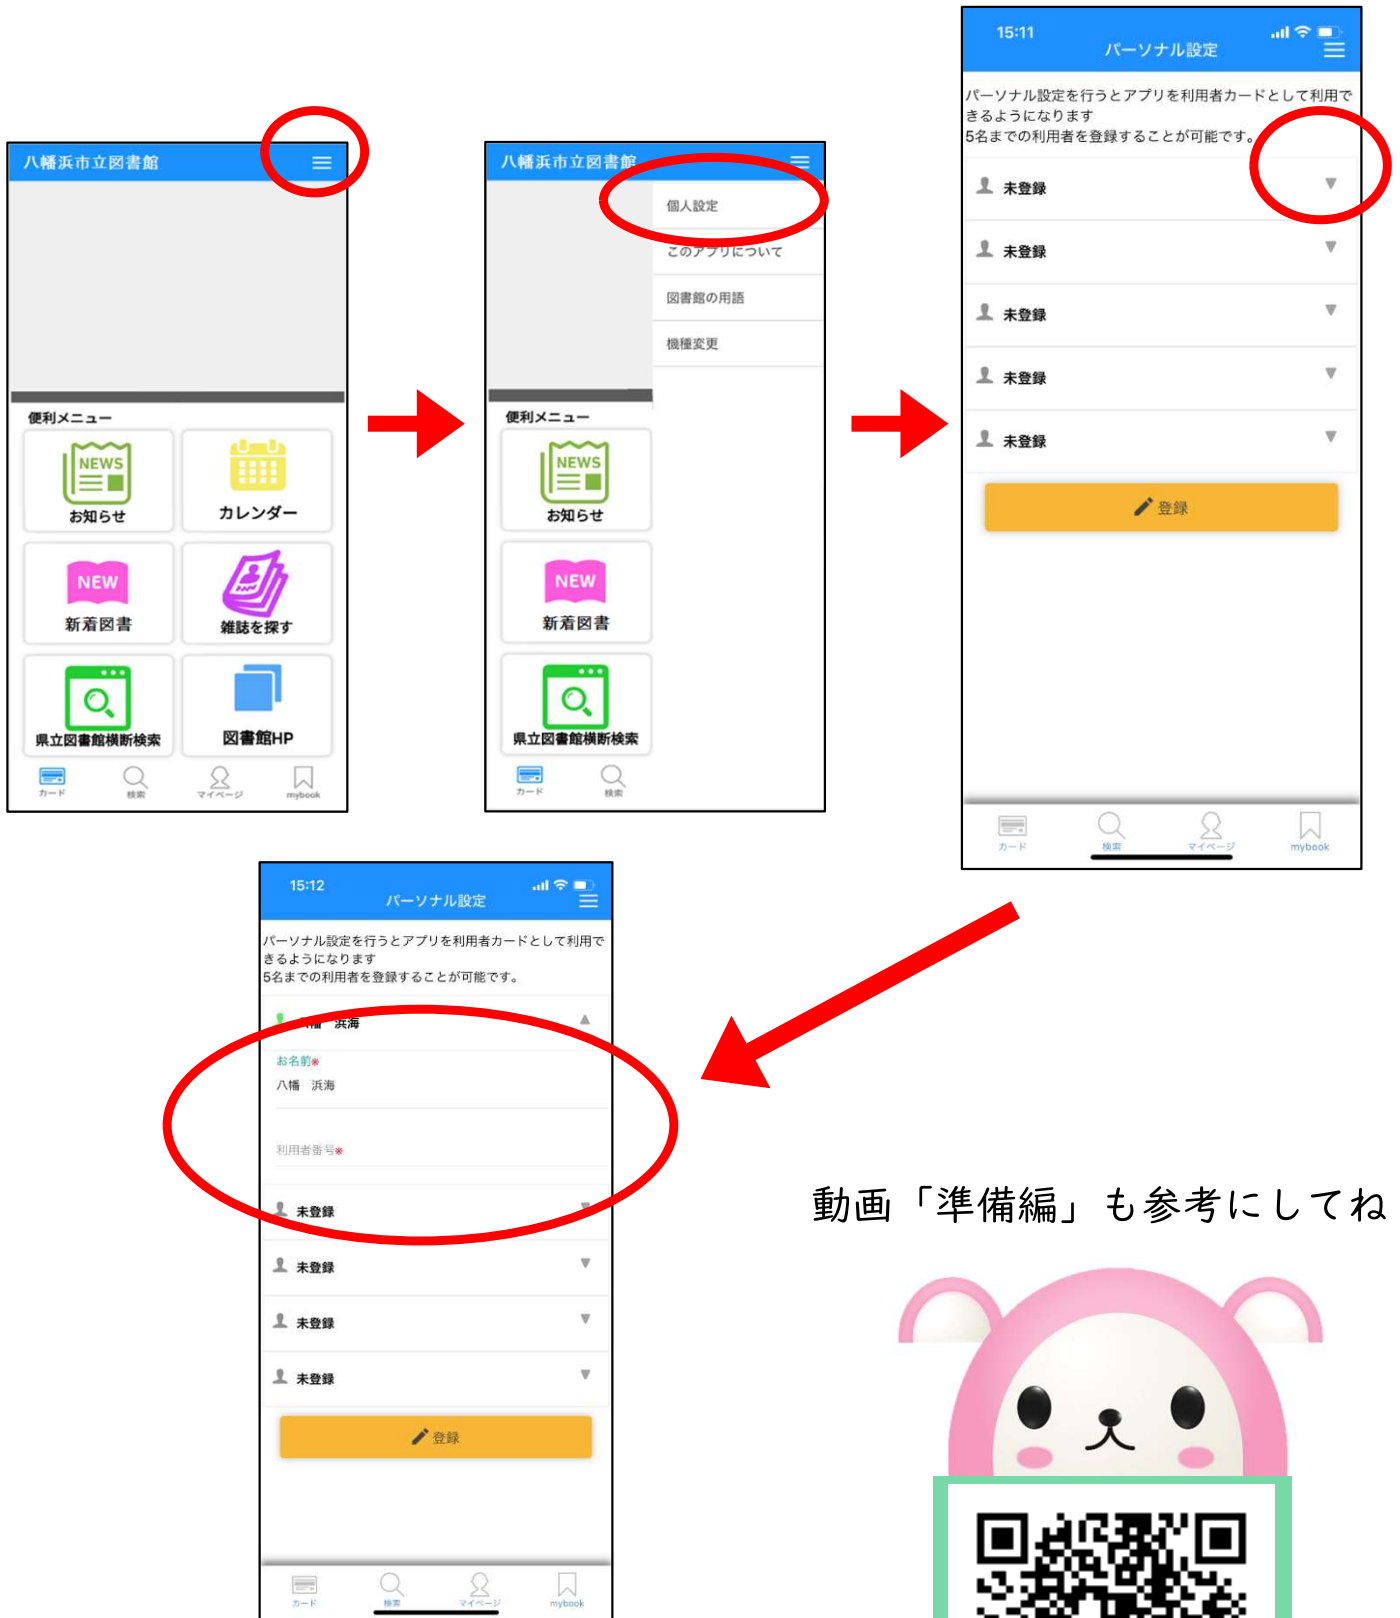 八幡浜市立図書館
便利メニュー
NEWS
お知らせ
カレンダー
NEW
新着図書
雑誌を探す
県立図書館横断検索
図書館HP
カード
検索
マイページ
mybook
八幡浜市立図書館
個人設定
このアプリについて
図書館の用語
機種変更
便利メニュー
NEWS
お知らせ
NEW
新着図書
県立図書館横断検索
カード
検索
15:11
パーソナル設定
パーソナル設定を行うとアプリを利用者カードとして利用で
きるようになります
5名までの利用者を登録することが可能です。
未登録
未登録
未登録
未登録
未登録
登録
カード
検索
マイページ
mybook
15:12
パーソナル設定
パーソナル設定を行うとアプリを利用者カードとして利用で
きるようになります
5名までの利用者を登録することが可能です。
八幡 浜海
お名前※
八幡 浜海
利用者番号※
未登録
未登録
未登録
未登録
登録
カード
検索
マイページ
mybook
動画「準備編」も参考にしてね